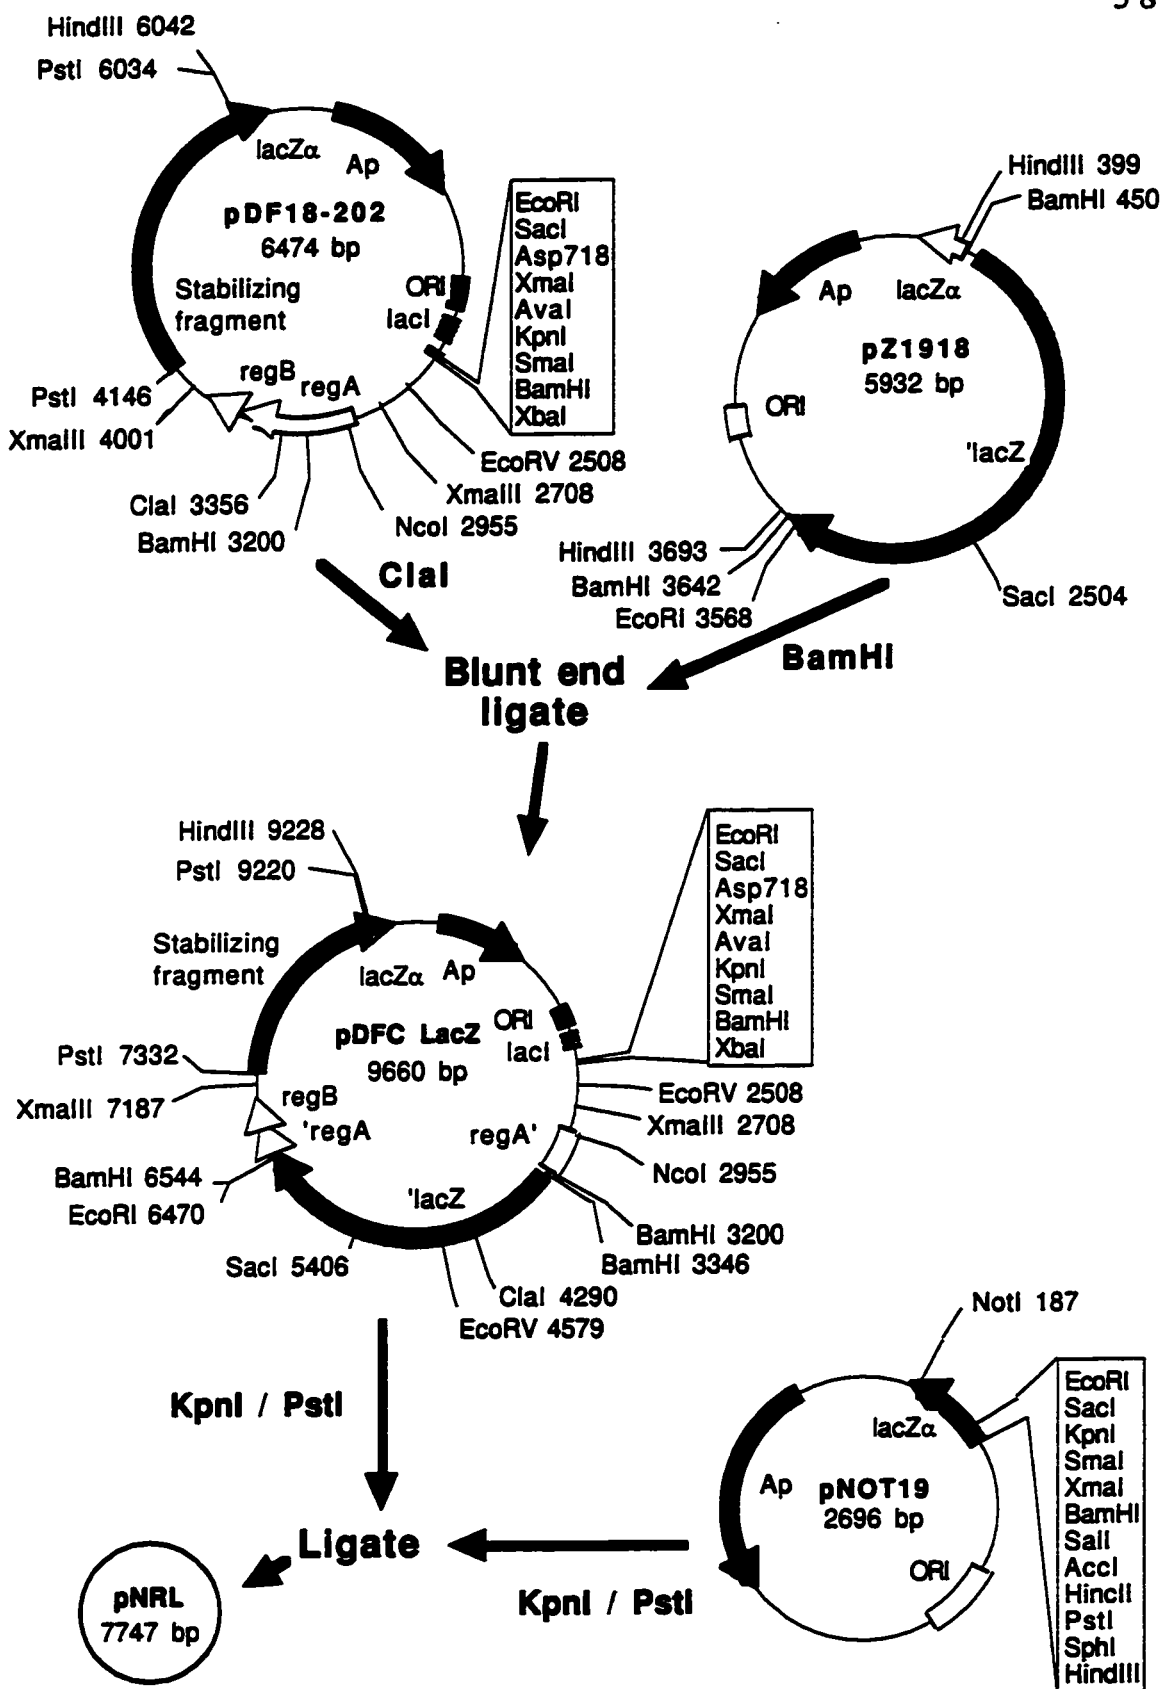 58
HindIII 6042
PstI 6034
lacZα
Ap
pDF18-202
6474 bp
Stabilizing
fragment
ORI
lacI
regB
regA
PstI 4146
XmaIII 4001
ClaI 3356
BamHI 3200
NcoI 2955
XmaIII 2708
EcoRV 2508
EcoRI
SacI
Asp718
XmaI
AvaI
KpnI
SmaI
BamHI
XbaI
HindIII 399
BamHI 450
Ap
lacZα
pZ1918
5932 bp
ORI
'lacZ
HindIII 3693
BamHI 3642
EcoRI 3568
SacI 2504
ClaI
BamHI
Blunt end
ligate
HindIII 9228
PstI 9220
Stabilizing
fragment
lacZα
Ap
pDFC LacZ
9660 bp
ORI
lacI
PstI 7332
XmaIII 7187
regB
'regA
regA'
BamHI 6544
EcoRI 6470
'lacZ
SacI 5406
EcoRI
SacI
Asp718
XmaI
AvaI
KpnI
SmaI
BamHI
XbaI
EcoRV 2508
XmaIII 2708
NcoI 2955
BamHI 3200
BamHI 3346
ClaI 4290
EcoRV 4579
KpnI / PstI
Ligate
KpnI / PstI
pNRL
7747 bp
NotI 187
lacZα
Ap
pNOT19
2696 bp
ORI
EcoRI
SacI
KpnI
SmaI
XmaI
BamHI
SalI
AccI
HincII
PstI
SphI
HindIII